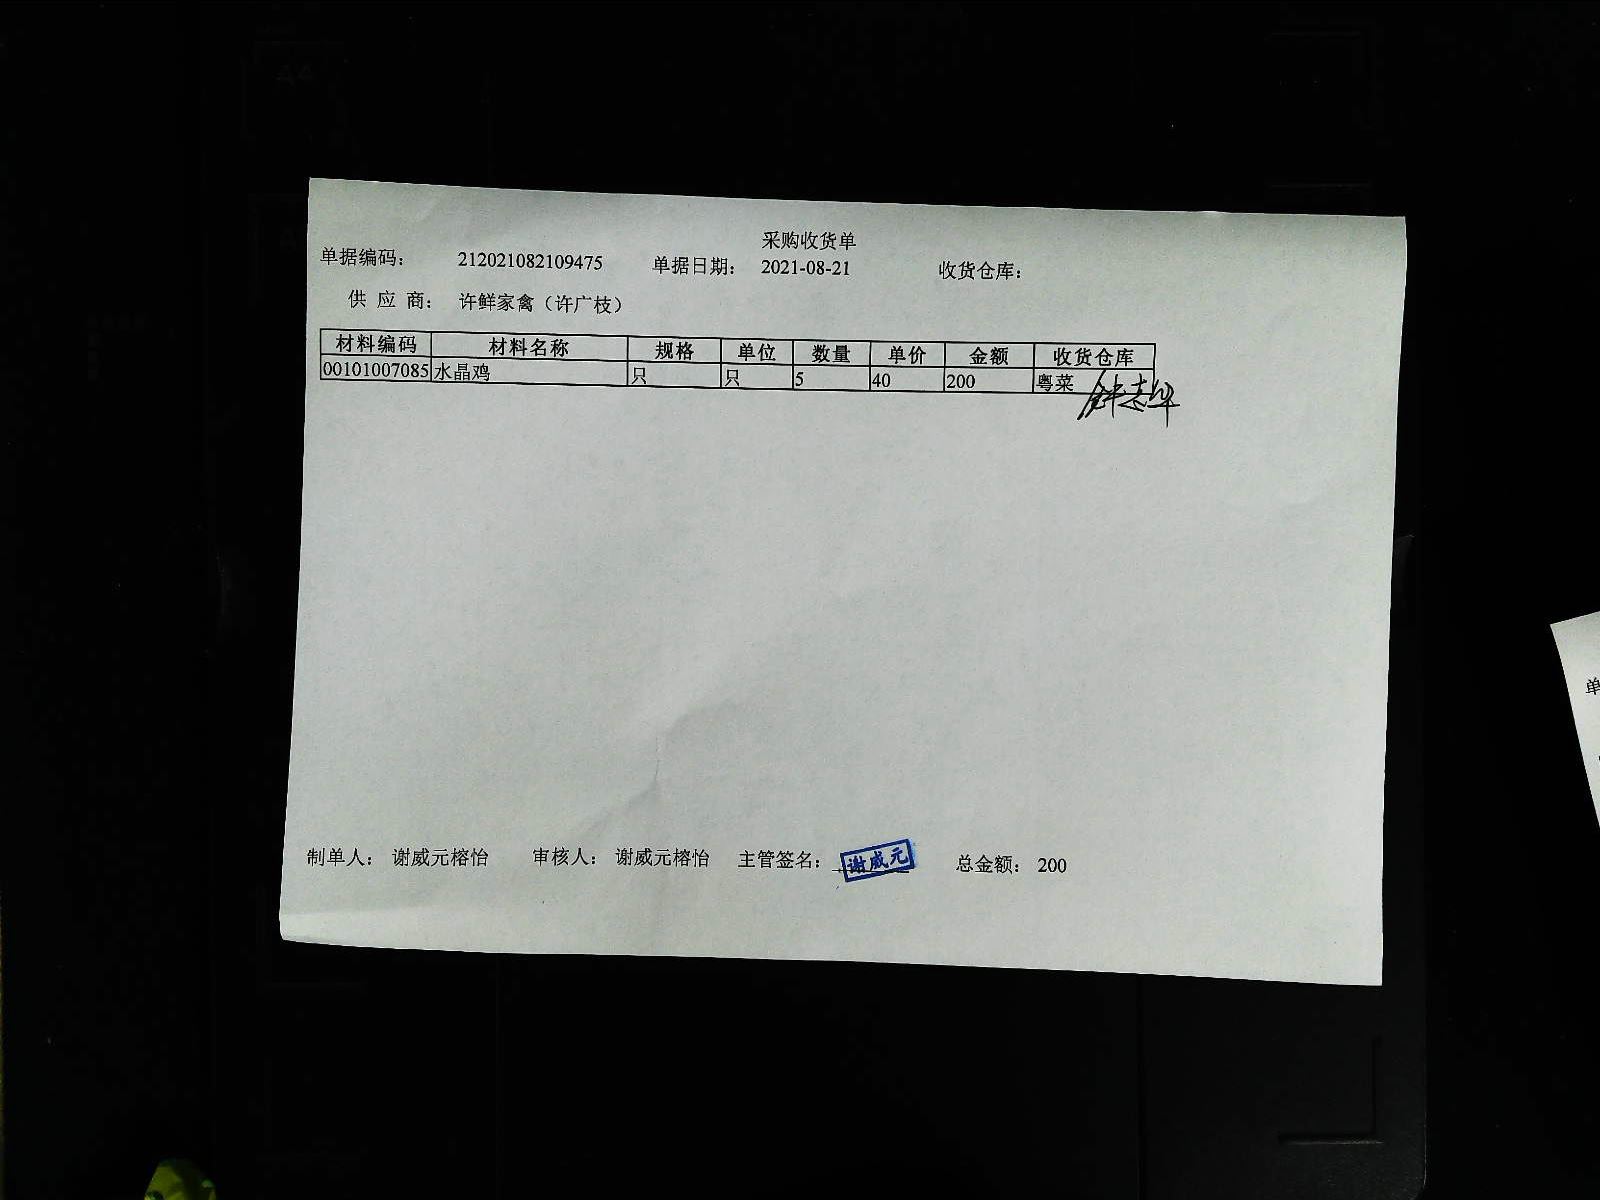 采购收货单
单据编码： 212021082109475 单据日期： 2021-08-21 收货仓库：
供 应 商： 许鲜家禽（许广枝）
材料编码 材料名称 规格 单位 数量 单价 金额 收货仓库
00101007085 水晶鸡 只 只 5 40 200 粤菜
钟志华
制单人： 谢威元榕怡 审核人： 谢威元榕怡 主管签名： 谢威元 总金额： 200
单